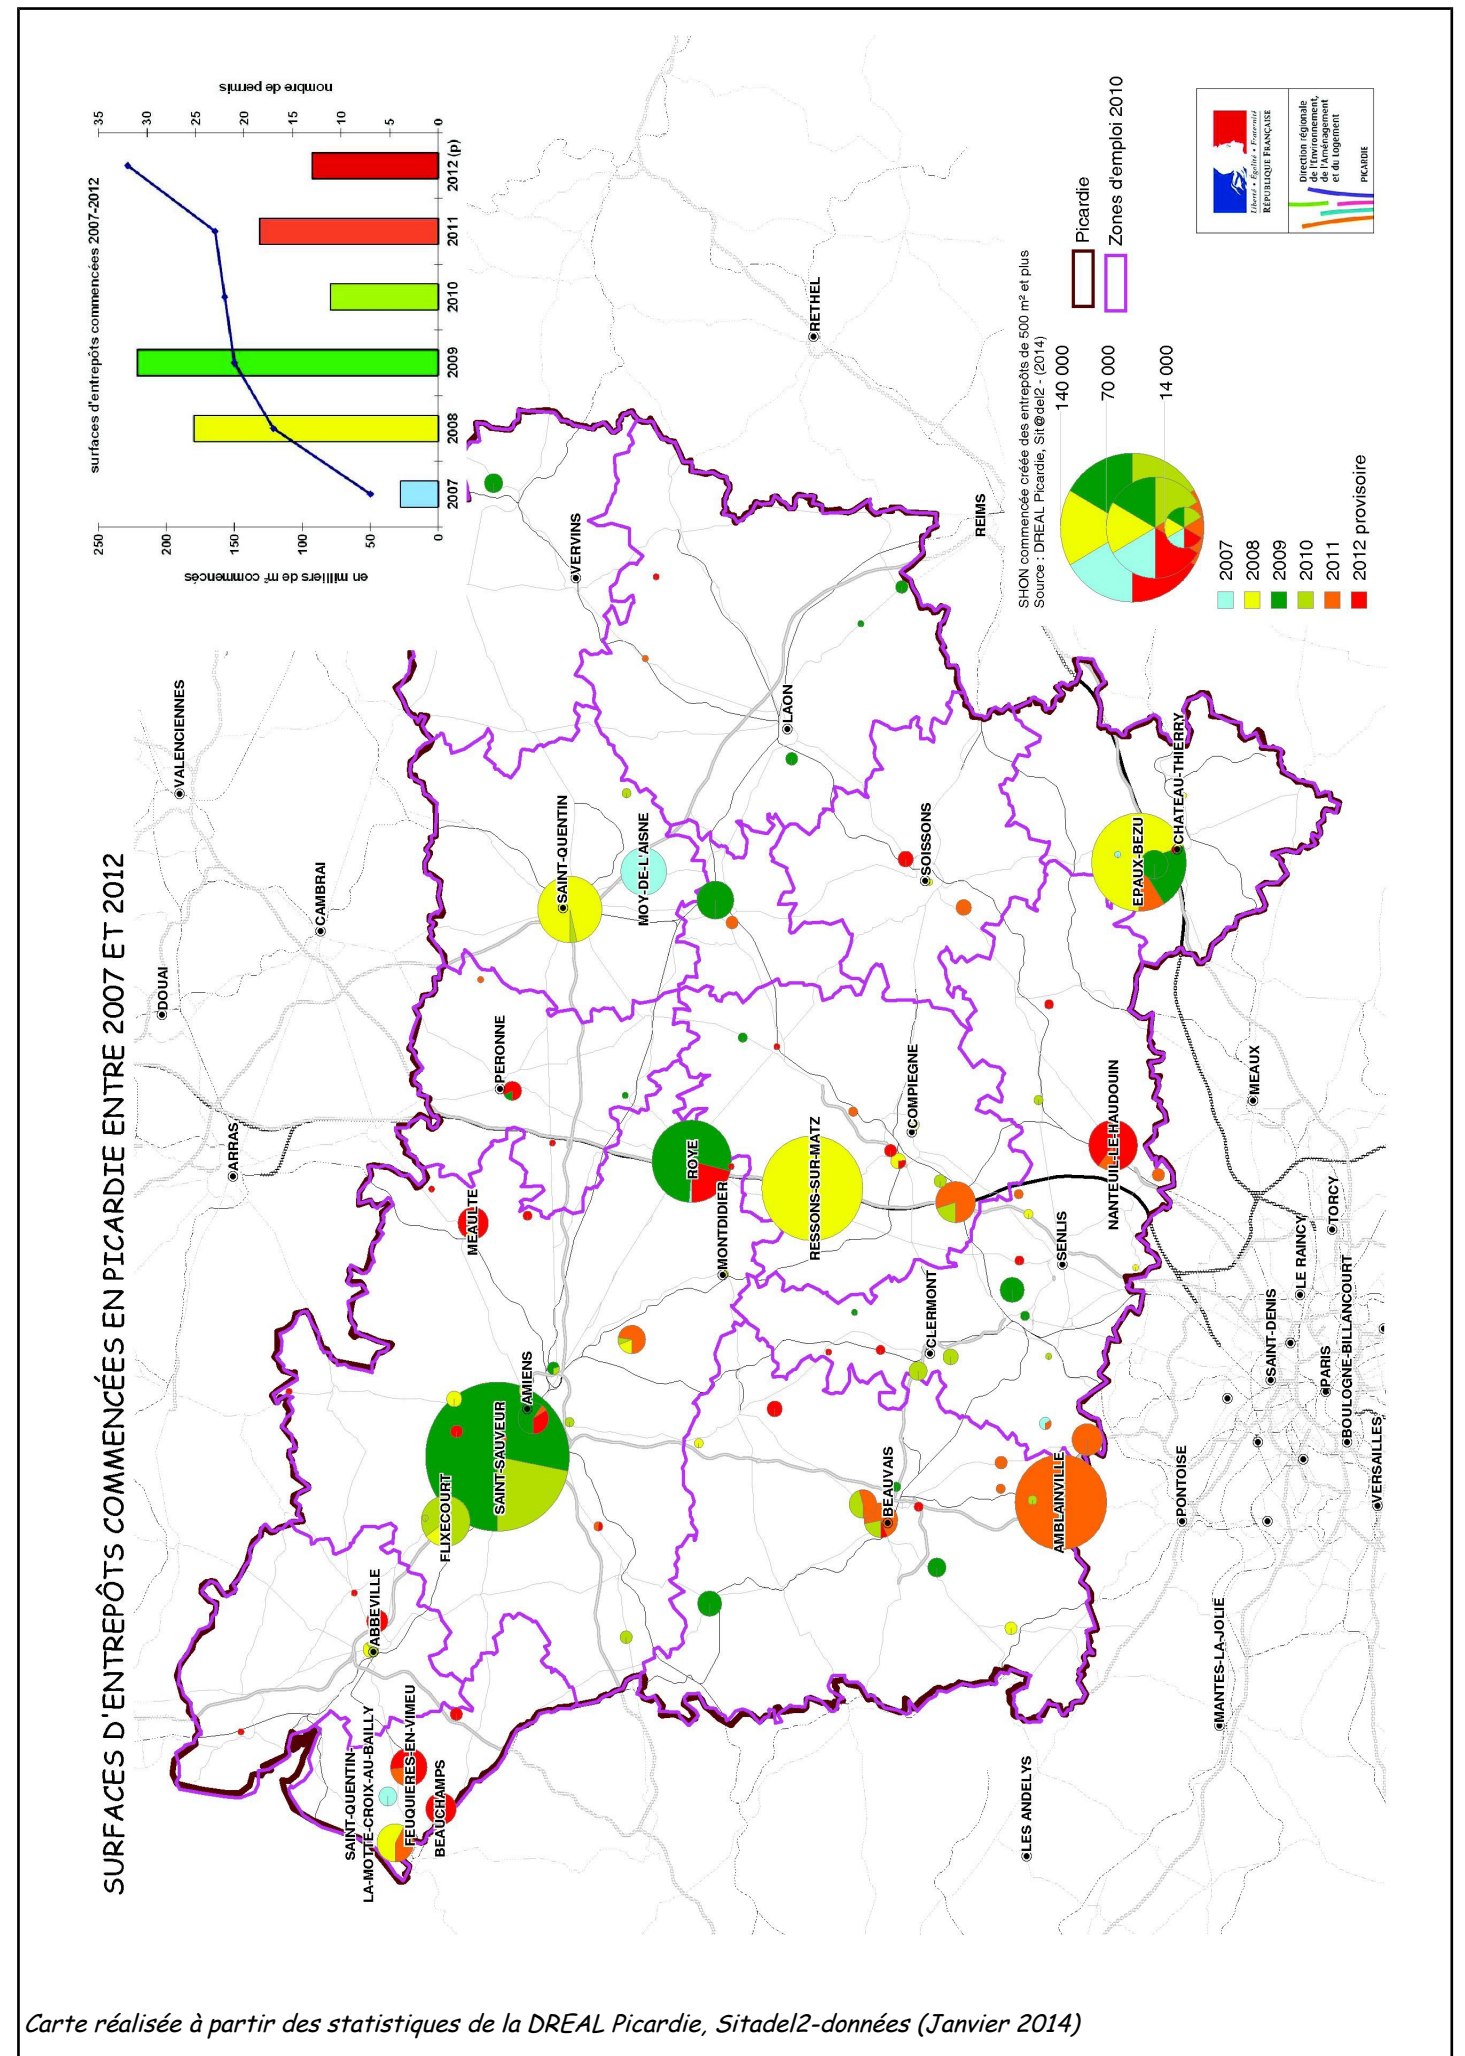 SURFACES D'ENTREPÔTS COMMENCÉES EN PICARDIE ENTRE 2007 ET 2012
surfaces d'entrepôts commencées 2007-2012
en milliers de m² commencés
250
200
150
100
50
0
nombre de permis
35
30
25
20
15
10
5
0
2007
2008
2009
2010
2011
2012 (p)
VALENCIENNES
DOUAI
CAMBRAI
ARRAS
SAINT-QUENTIN-
LA-MOTTE-CROIX-AU-BAILLY
FEUQUIERES-EN-VIMEU
BEAUCHAMPS
ABBEVILLE
FLIXECOURT
SAINT-SAUVEUR
AMIENS
MEAULTE
PERONNE
SAINT-QUENTIN
MOY-DE-L'AISNE
VERVINS
ROYE
MONTDIDIER
RESSONS-SUR-MATZ
LAON
RETHEL
BEAUVAIS
CLERMONT
COMPIEGNE
SOISSONS
REIMS
AMBLAINVILLE
SENLIS
NANTEUIL-LE-HAUDOUIN
EPAUX-BEZU
CHATEAU-THIERRY
LES ANDELYS
MANTES-LA-JOLIE
PONTOISE
MEAUX
SAINT-DENIS
LE RAINCY
TORCY
PARIS
BOULOGNE-BILLANCOURT
VERSAILLES
SHON commencée créée des entrepôts de 500 m² et plus
Source : DREAL Picardie, Sit@del2 - (2014)
140 000
70 000
14 000
Picardie
Zones d'emploi 2010
2007
2008
2009
2010
2011
2012 provisoire
Liberté • Égalité • Fraternité
RÉPUBLIQUE FRANÇAISE
Direction régionale
de l'Environnement,
de l'Aménagement
et du Logement
PICARDIE
Carte réalisée à partir des statistiques de la DREAL Picardie, Sitadel2-données (Janvier 2014)